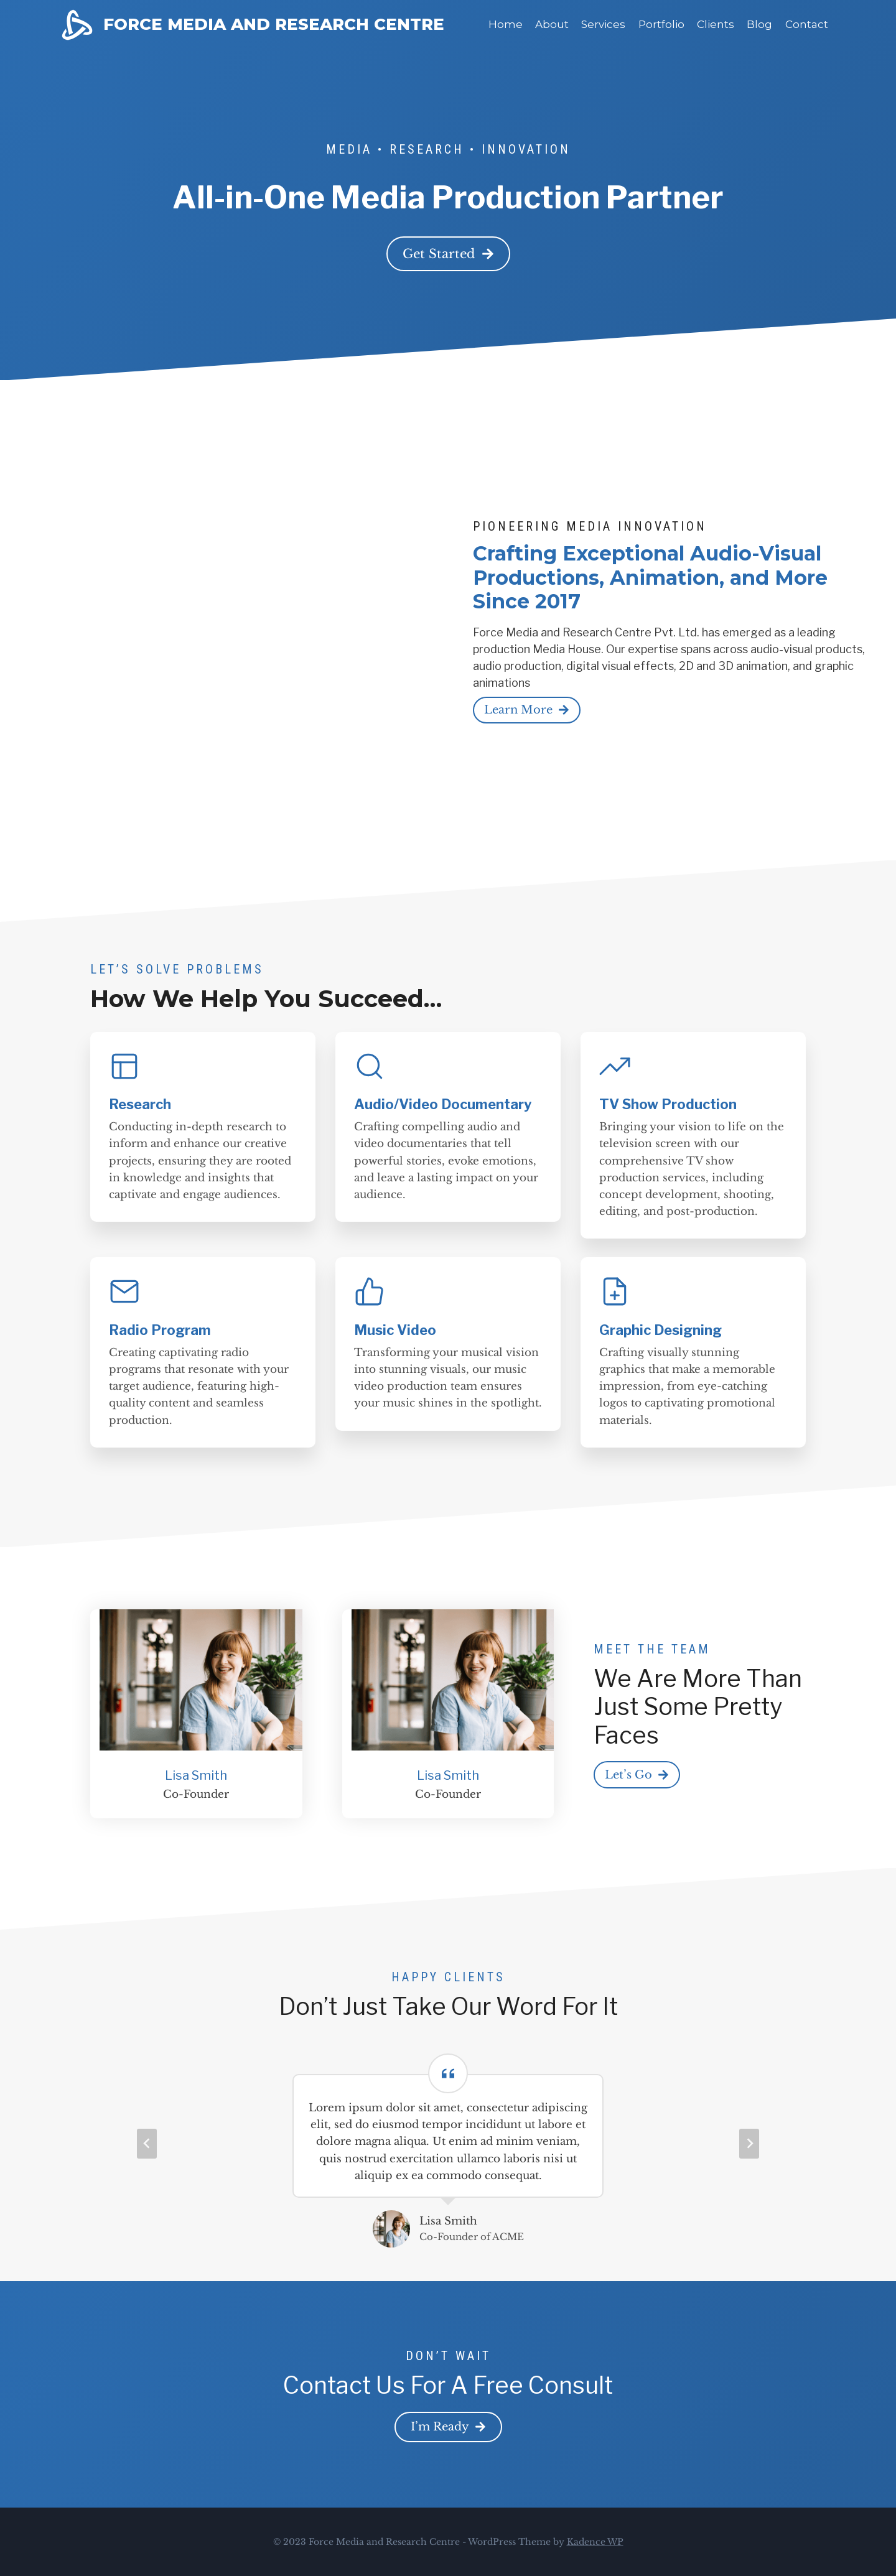 FORCE MEDIA AND RESEARCH CENTRE
Home About Services Portfolio Clients Blog Contact
MEDIA • RESEARCH • INNOVATION
All-in-One Media Production Partner
Get Started
PIONEERING MEDIA INNOVATION
Crafting Exceptional Audio-Visual
Productions, Animation, and More
Since 2017
Force Media and Research Centre Pvt. Ltd. has emerged as a leading
production Media House. Our expertise spans across audio-visual products,
audio production, digital visual effects, 2D and 3D animation, and graphic
animations
Learn More
LET’S SOLVE PROBLEMS
How We Help You Succeed...
Research
Conducting in-depth research to
inform and enhance our creative
projects, ensuring they are rooted
in knowledge and insights that
captivate and engage audiences.
Audio/Video Documentary
Crafting compelling audio and
video documentaries that tell
powerful stories, evoke emotions,
and leave a lasting impact on your
audience.
TV Show Production
Bringing your vision to life on the
television screen with our
comprehensive TV show
production services, including
concept development, shooting,
editing, and post-production.
Radio Program
Creating captivating radio
programs that resonate with your
target audience, featuring high-
quality content and seamless
production.
Music Video
Transforming your musical vision
into stunning visuals, our music
video production team ensures
your music shines in the spotlight.
Graphic Designing
Crafting visually stunning
graphics that make a memorable
impression, from eye-catching
logos to captivating promotional
materials.
Lisa Smith
Co-Founder
Lisa Smith
Co-Founder
MEET THE TEAM
We Are More Than
Just Some Pretty
Faces
Let’s Go
HAPPY CLIENTS
Don’t Just Take Our Word For It
Lorem ipsum dolor sit amet, consectetur adipiscing
elit, sed do eiusmod tempor incididunt ut labore et
dolore magna aliqua. Ut enim ad minim veniam,
quis nostrud exercitation ullamco laboris nisi ut
aliquip ex ea commodo consequat.
Lisa Smith
Co-Founder of ACME
DON’T WAIT
Contact Us For A Free Consult
I’m Ready
© 2023 Force Media and Research Centre - WordPress Theme by Kadence WP